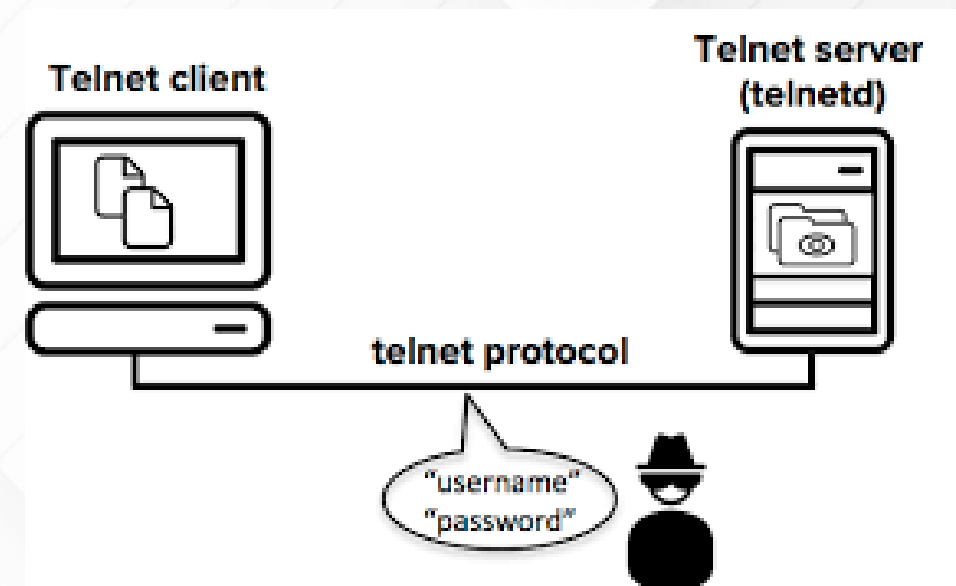 Telnet client
Telnet server
(telnetd)
telnet protocol
“username”
“password”